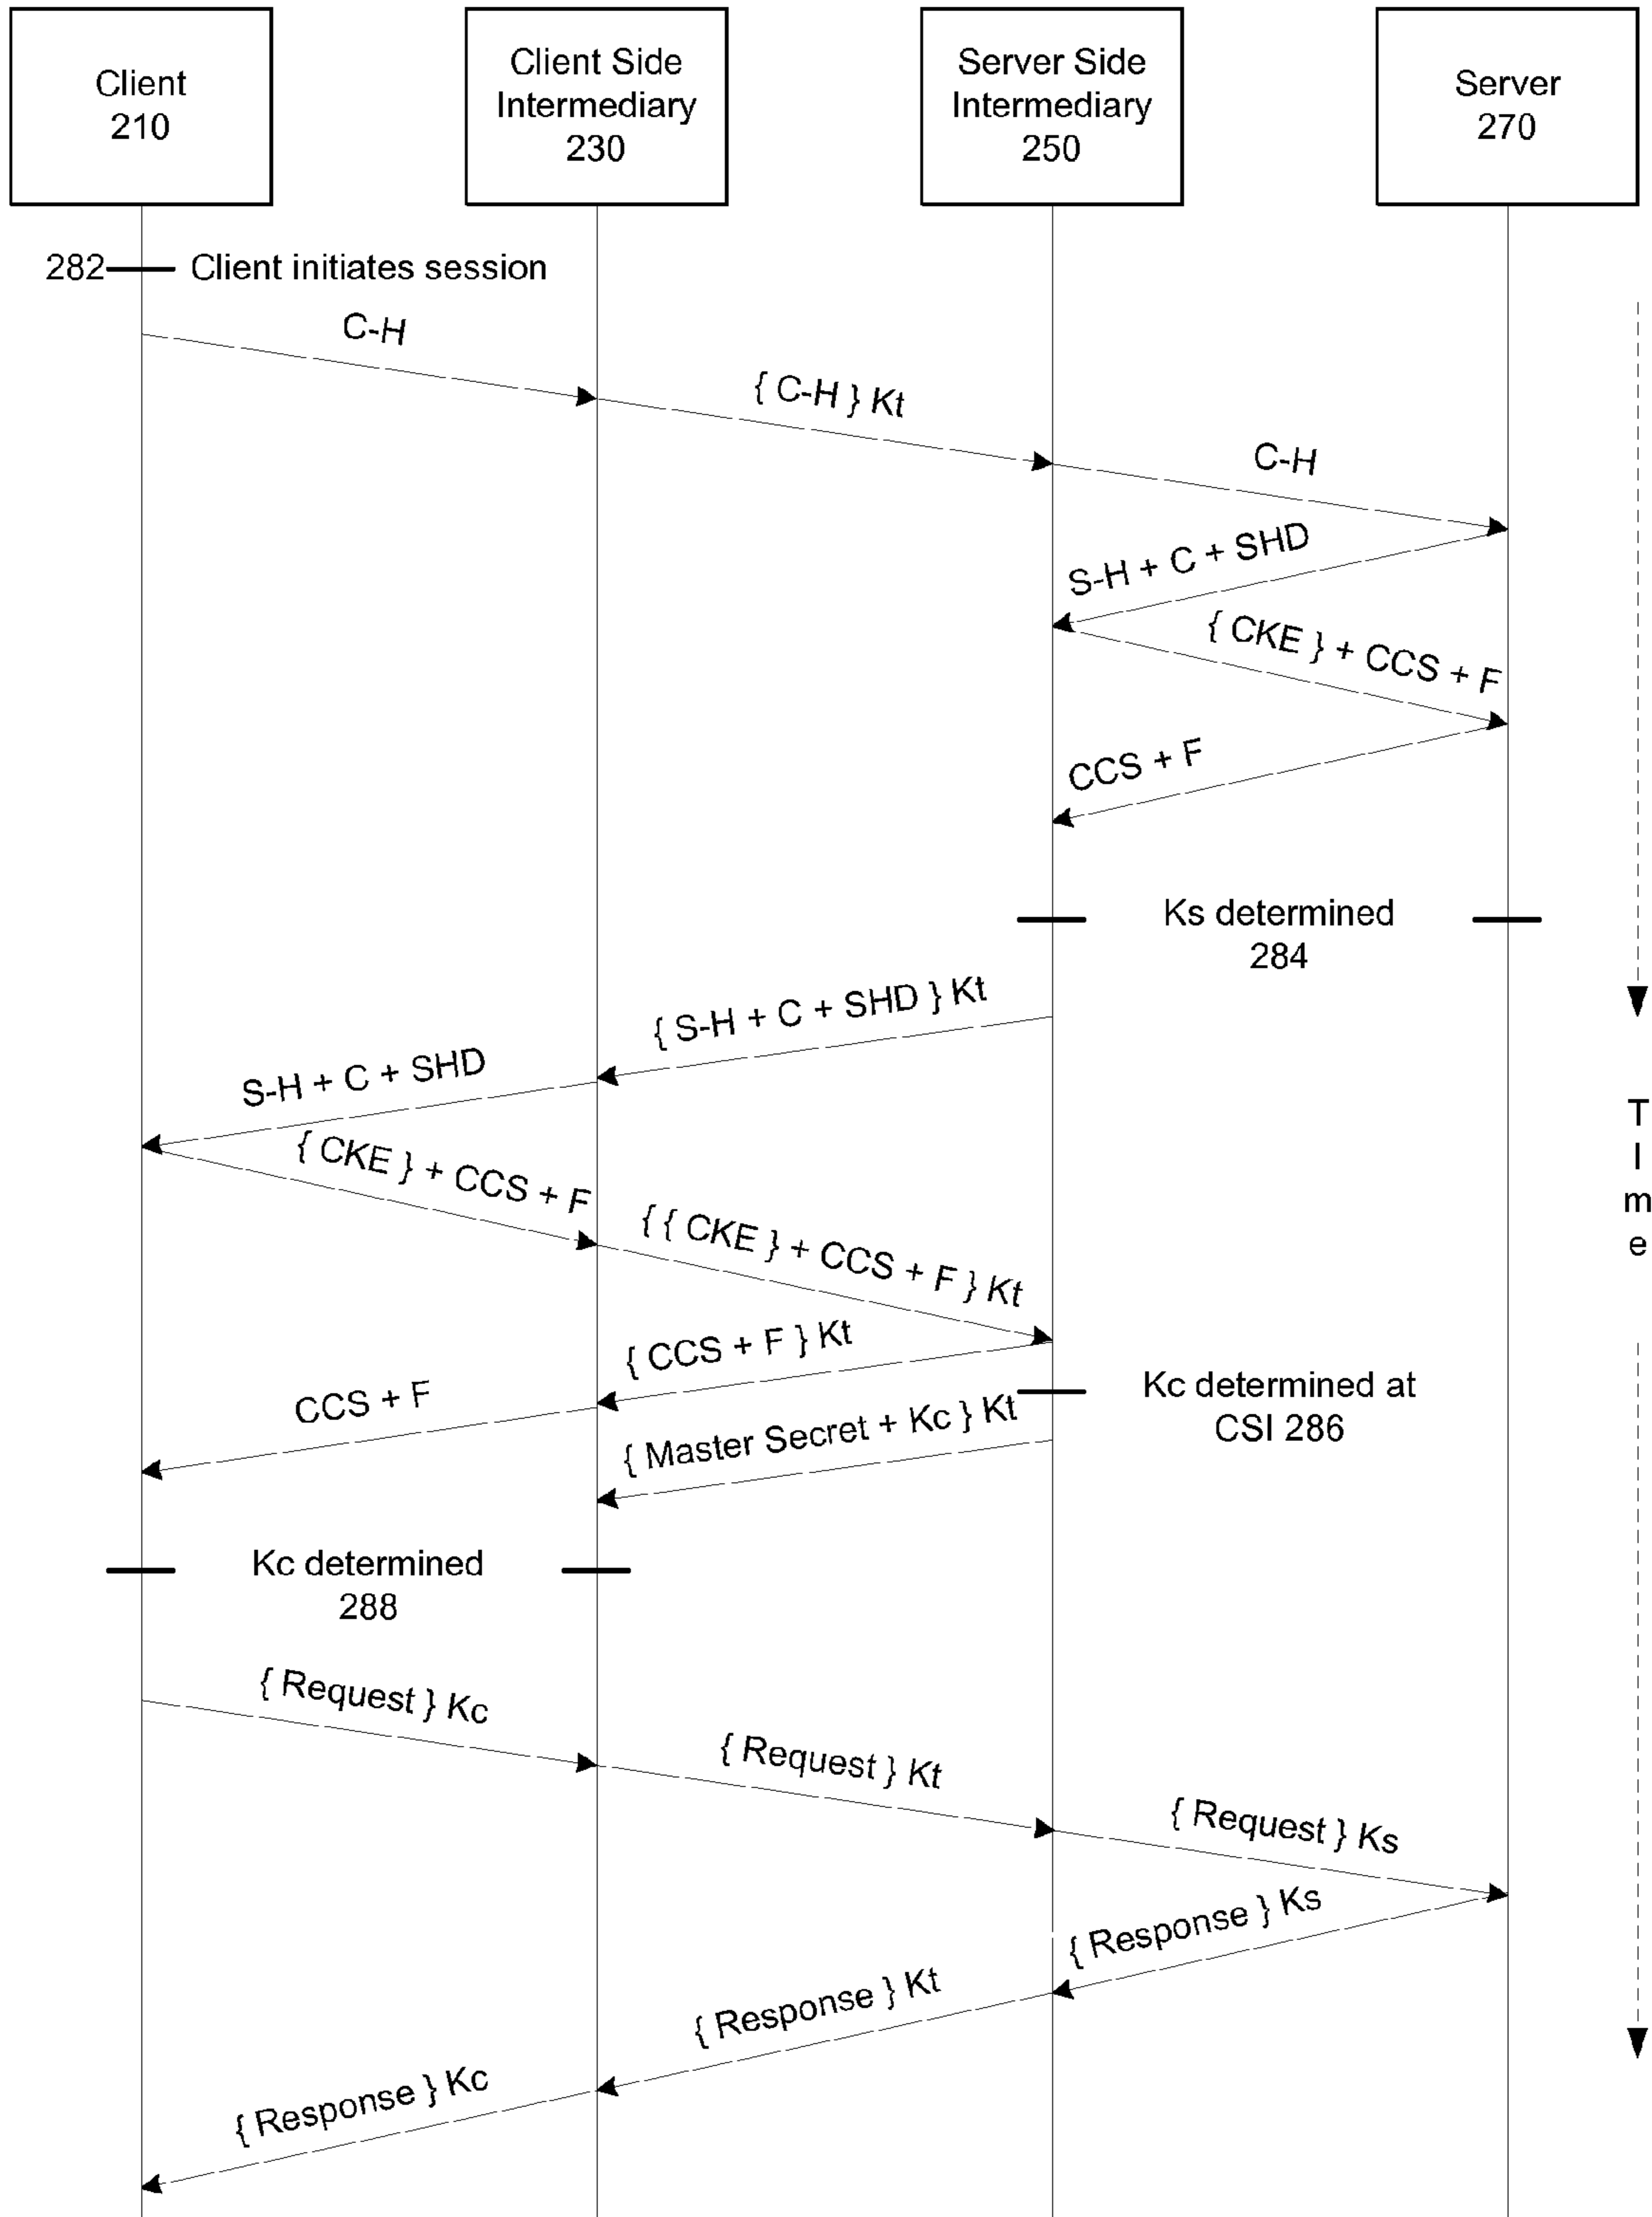 Client
210
Client Side
Intermediary
230
Server Side
Intermediary
250
Server
270
282
Client initiates session
C-H
{ C-H } Kt
C-H
S-H + C + SHD
{ CKE } + CCS + F
CCS + F
Ks determined
284
{ S-H + C + SHD } Kt
S-H + C + SHD
{ CKE } + CCS + F
{ { CKE } + CCS + F } Kt
{ CCS + F } Kt
CCS + F
Kc determined at
CSI 286
{ Master Secret + Kc } Kt
Kc determined
288
{ Request } Kc
{ Request } Kt
{ Request } Ks
{ Response } Ks
{ Response } Kt
{ Response } Kc
T
I
m
e